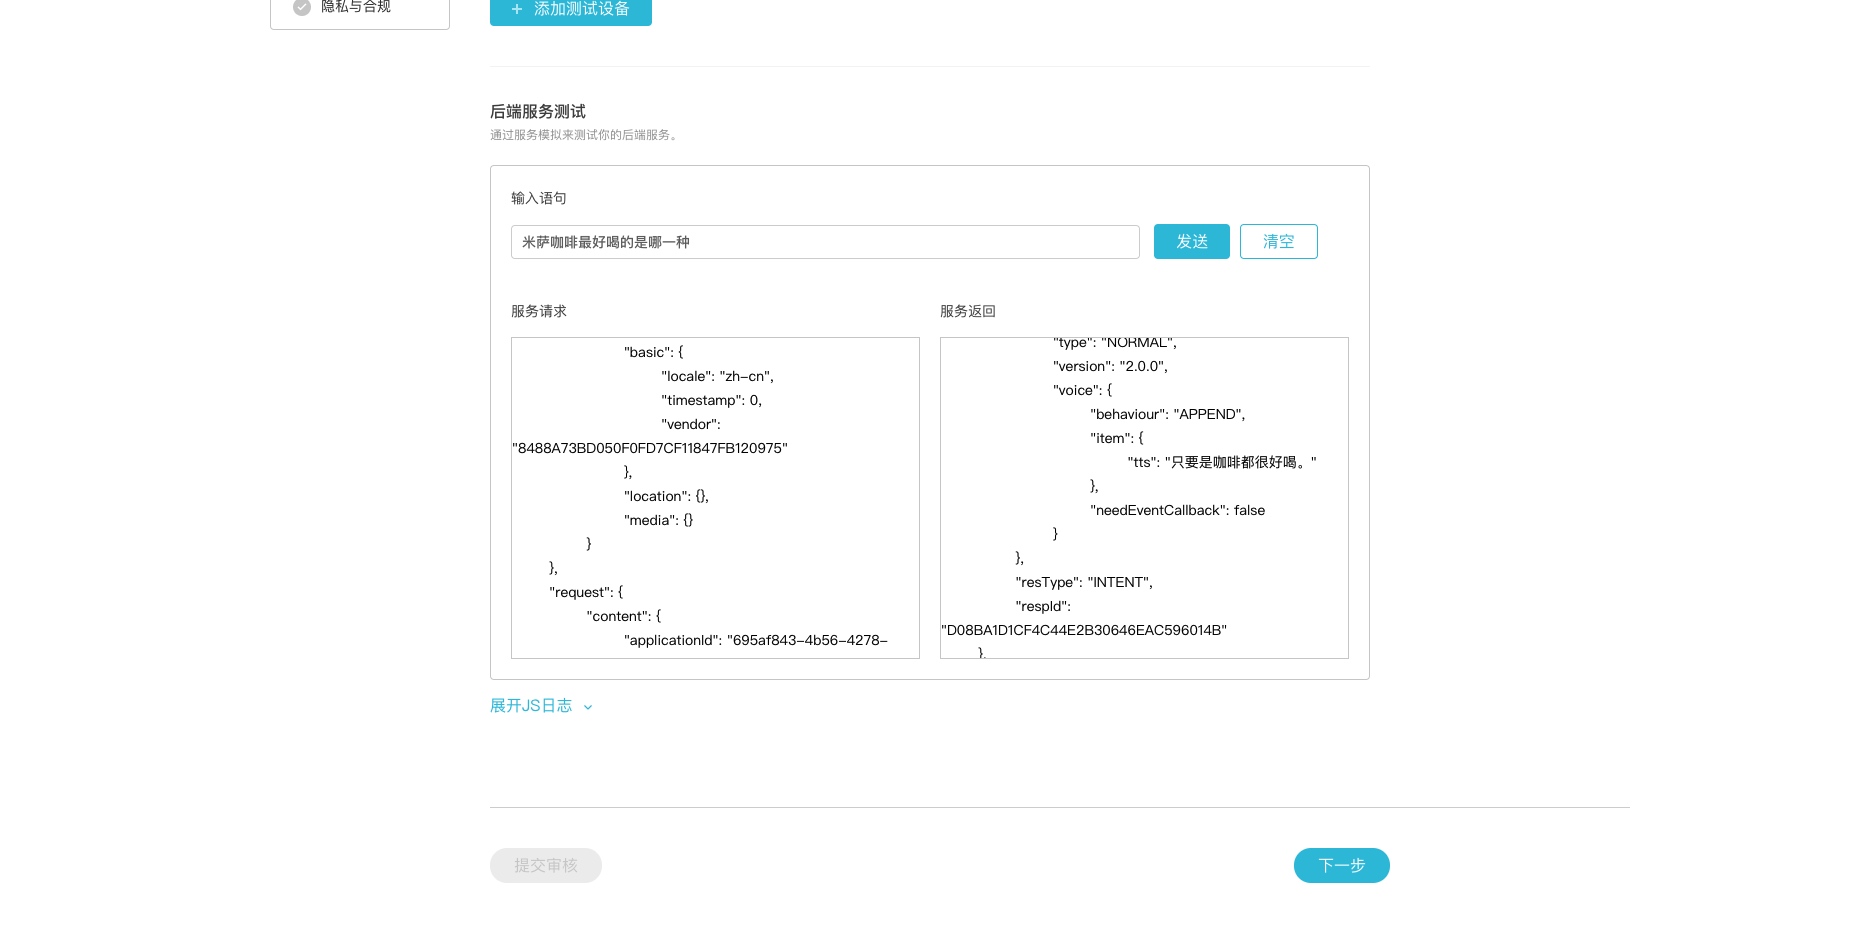 隐私与合规
+ 添加测试设备
后端服务测试
通过服务模拟来测试你的后端服务。
输入语句
米萨咖啡最好喝的是哪一种
发送
清空
服务请求
"basic": {
"locale": "zh-cn",
"timestamp": 0,
"vendor":
"8488A73BD050F0FD7CF11847FB120975"
},
"location": {},
"media": {}
}
},
"request": {
"content": {
"applicationId": "695af843-4b56-4278-
服务返回
"type": "NORMAL",
"version": "2.0.0",
"voice": {
"behaviour": "APPEND",
"item": {
"tts": "只要是咖啡都很好喝。"
},
"needEventCallback": false
}
},
"resType": "INTENT",
"respId":
"D08BA1D1CF4C44E2B30646EAC596014B"
},
展开JS日志
提交审核
下一步